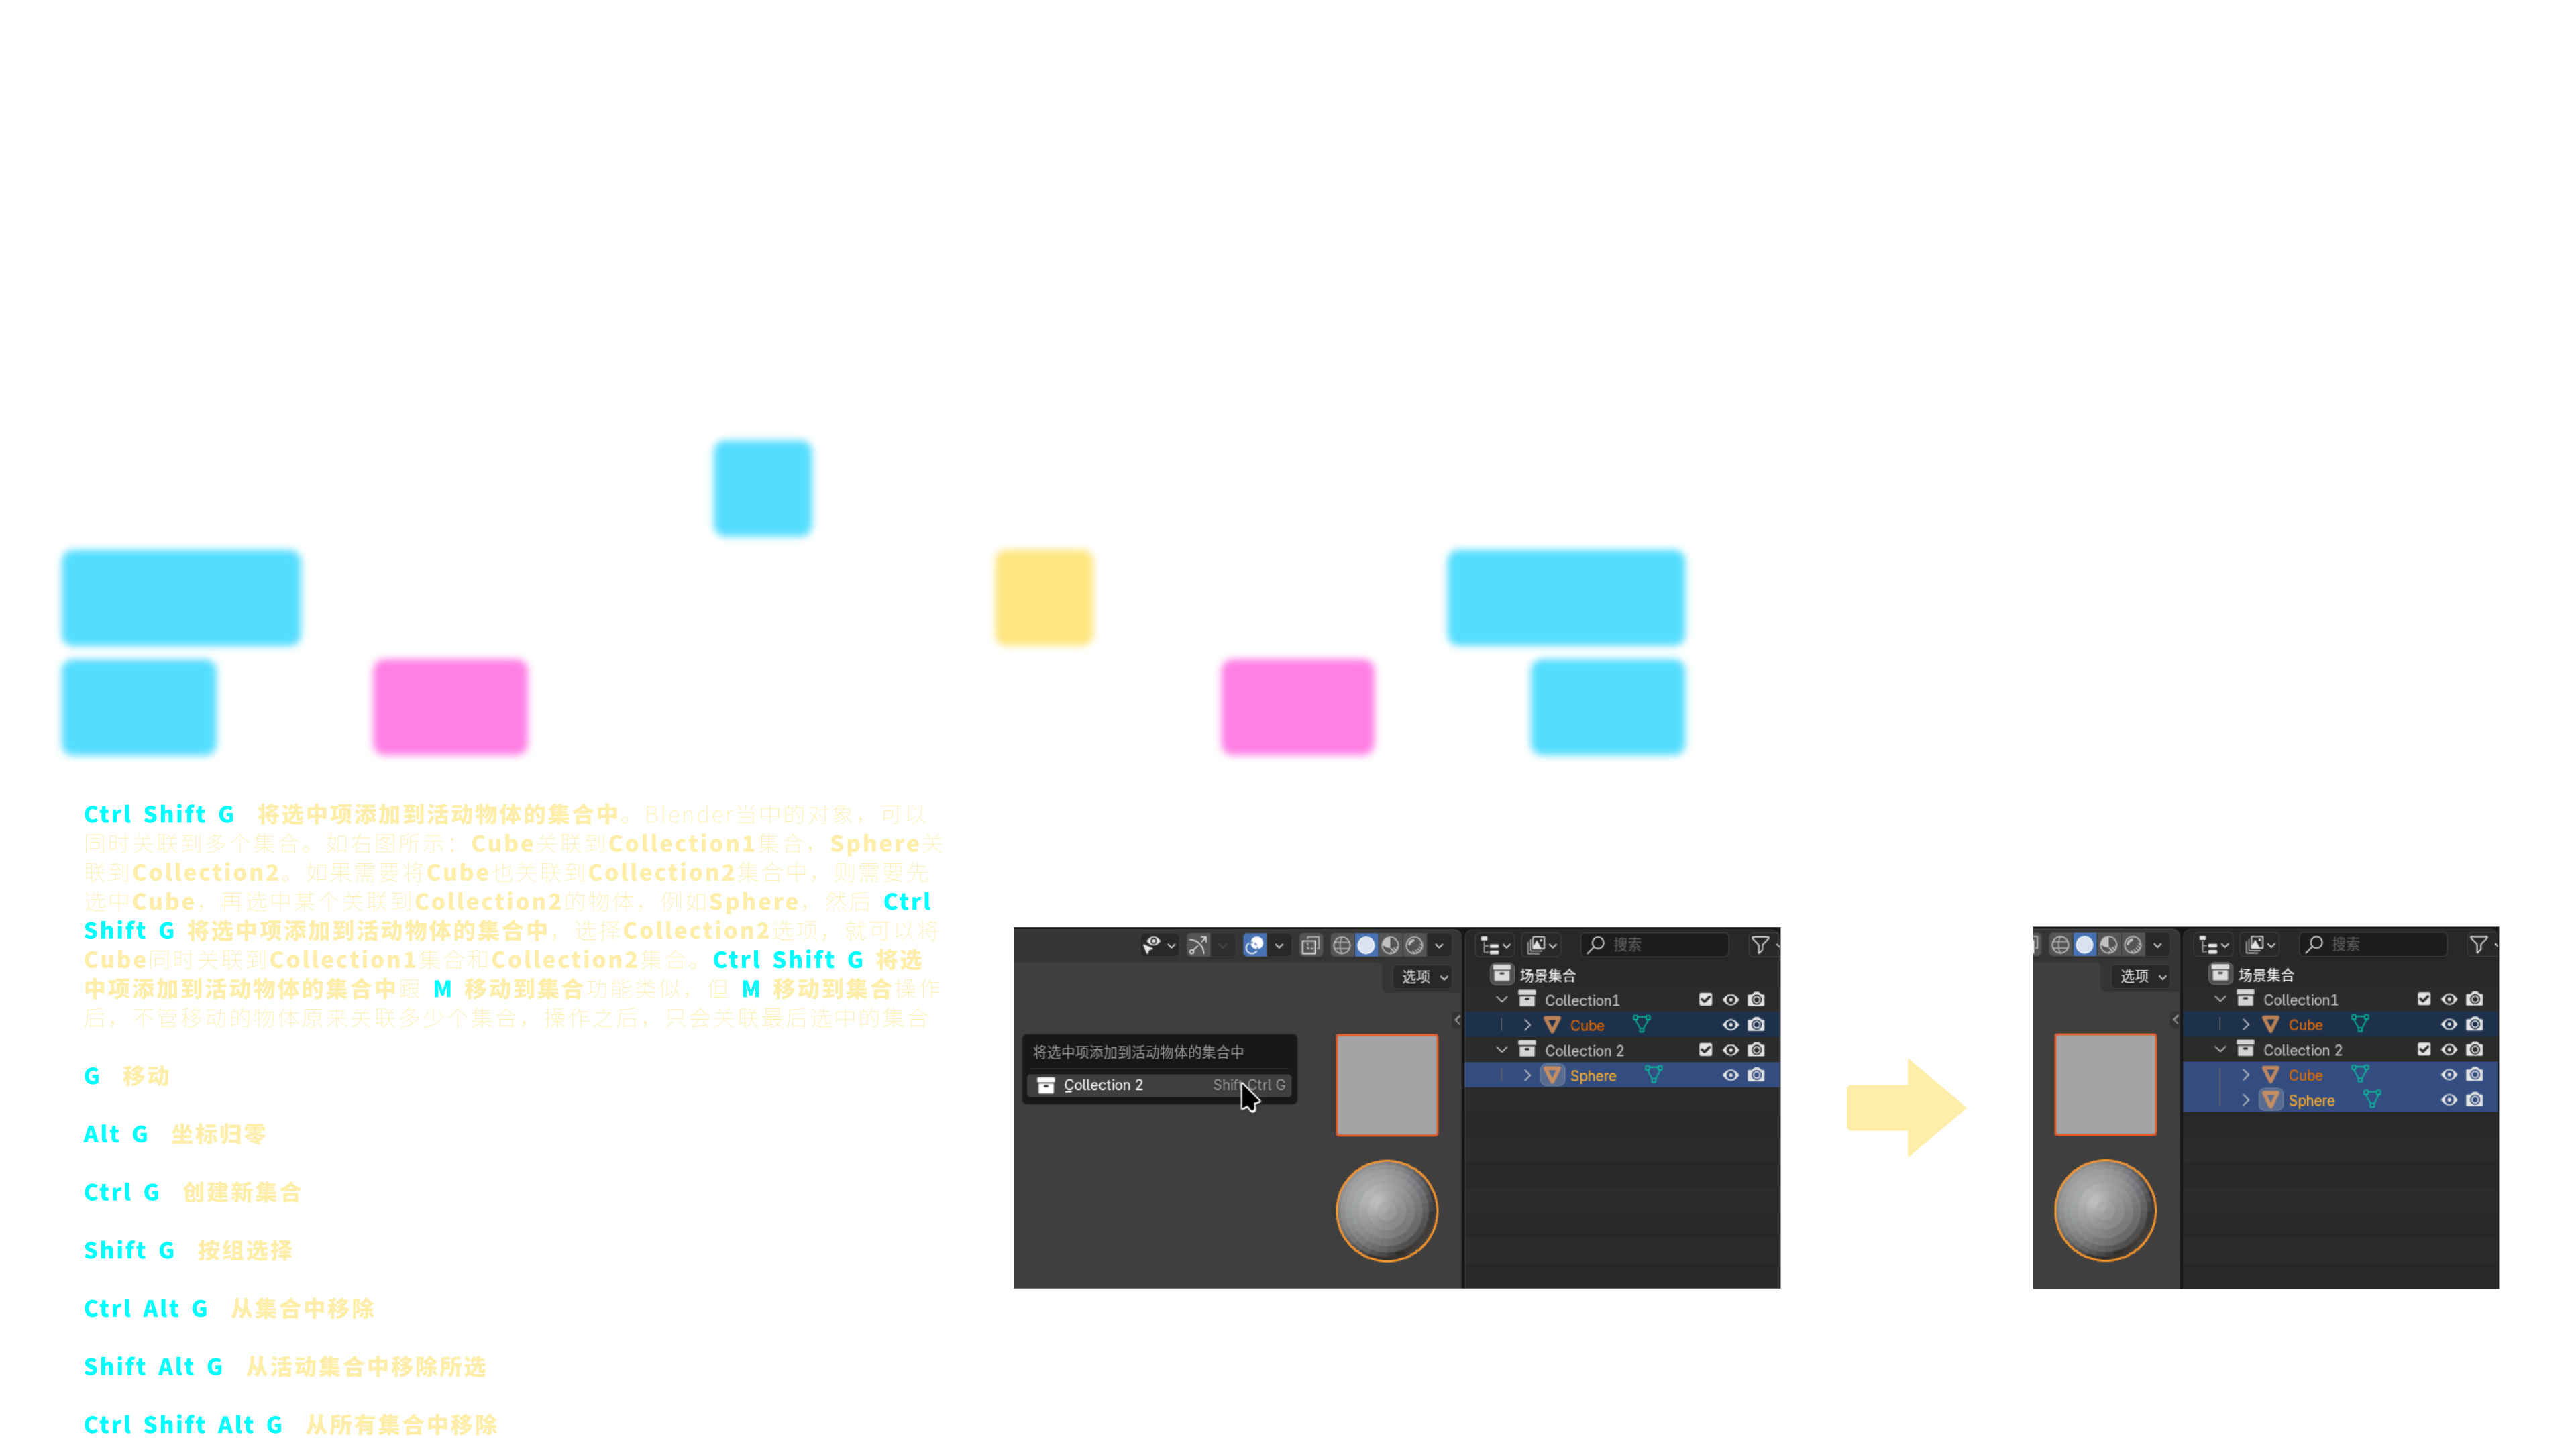 Ctrl Shift G 将选中项添加到活动物体的集合中。Blender当中的对象，可以
同时关联到多个集合。如右图所示：Cube关联到Collection1集合，Sphere关
联到Collection2。如果需要将Cube也关联到Collection2集合中，则需要先
选中Cube，再选中某个关联到Collection2的物体，例如Sphere，然后 Ctrl
Shift G 将选中项添加到活动物体的集合中，选择Collection2选项，就可以将
Cube同时关联到Collection1集合和Collection2集合。Ctrl Shift G 将选
中项添加到活动物体的集合中跟 M 移动到集合功能类似，但 M 移动到集合操作
后，不管移动的物体原来关联多少个集合，操作之后，只会关联最后选中的集合
G 移动
Alt G 坐标归零
Ctrl G 创建新集合
Shift G 按组选择
Ctrl Alt G 从集合中移除
Shift Alt G 从活动集合中移除所选
Ctrl Shift Alt G 从所有集合中移除
搜索
选项
场景集合
Collection1
Cube
Collection 2
Sphere
将选中项添加到活动物体的集合中
Collection 2 Shift Ctrl G
搜索
选项
场景集合
Collection1
Cube
Collection 2
Cube
Sphere